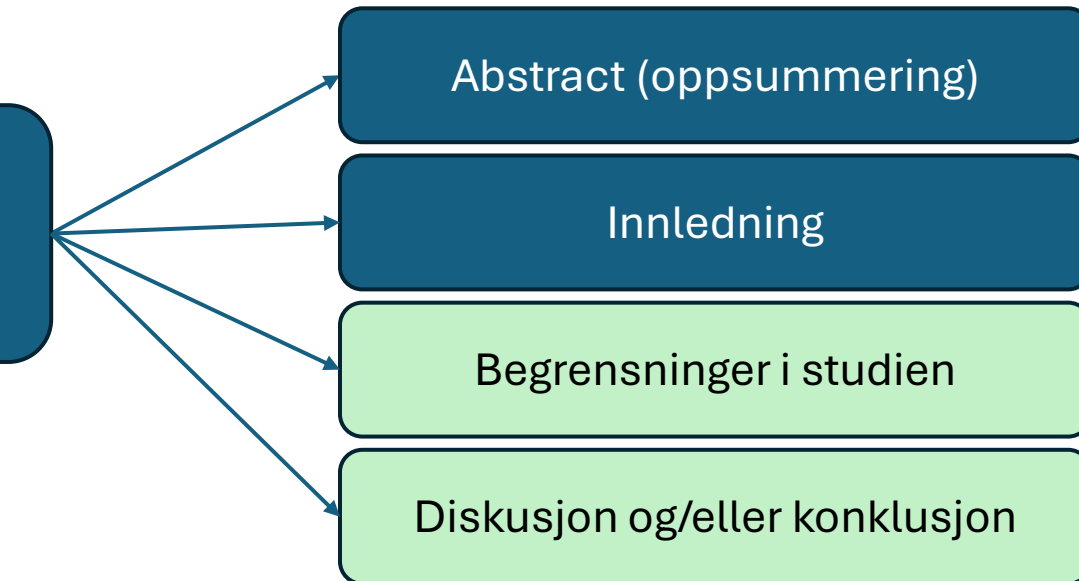 Abstract (oppsummering)
Innledning
Begrensninger i studien
Diskusjon og/eller konklusjon